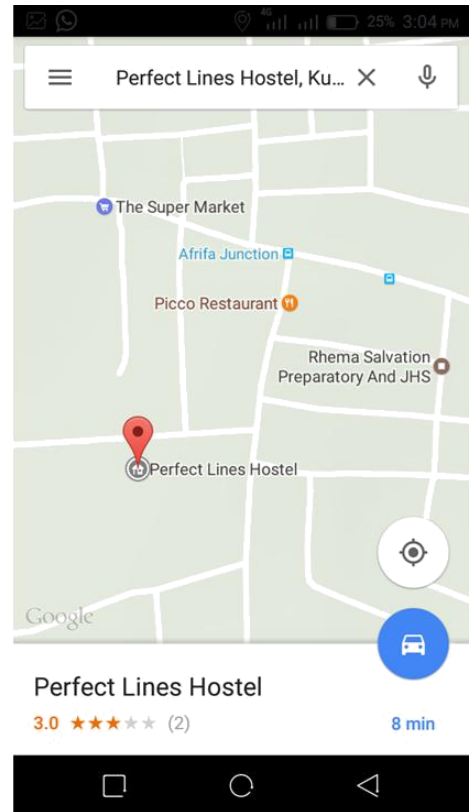 4G 25% 3:04 PM
Perfect Lines Hostel, Ku...
The Super Market
Afrifa Junction
Picco Restaurant
Rhema Salvation
Preparatory And JHS
Perfect Lines Hostel
Google
Perfect Lines Hostel
3.0 (2) 8 min